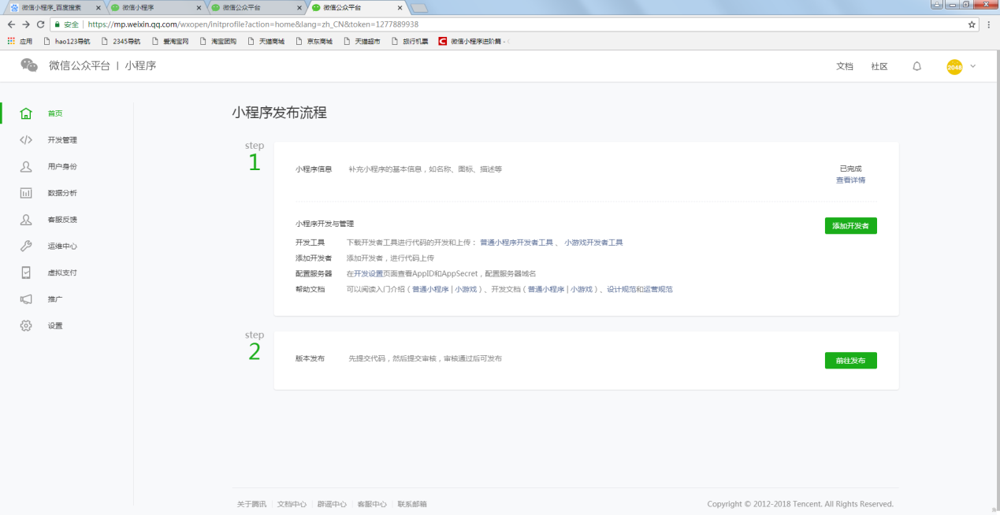 微信小程序_百度搜索
微信小程序
微信公众平台
微信公众平台
安全 https://mp.weixin.qq.com/wxopen/initprofile?action=home&lang=zh_CN&token=1277889938
应用 hao123导航 2345导航 爱淘宝网 淘宝团购 天猫商城 京东商城 天猫超市 旅行机票 C 微信小程序进阶篇 -
微信公众平台 | 小程序
文档 社区 2048
首页
开发管理
用户身份
数据分析
客服反馈
运维中心
虚拟支付
推广
设置
小程序发布流程
step
1
小程序信息 补充小程序的基本信息，如名称、图标、描述等
已完成
查看详情
小程序开发与管理
添加开发者
开发工具 下载开发者工具进行代码的开发和上传： 普通小程序开发者工具 、 小游戏开发者工具
添加开发者 添加开发者，进行代码上传
配置服务器 在开发设置页面查看AppID和AppSecret，配置服务器域名
帮助文档 可以阅读入门介绍（普通小程序 | 小游戏）、开发文档（普通小程序 | 小游戏）、设计规范和运营规范
step
2
版本发布 先提交代码，然后提交审核，审核通过后可发布
前往发布
关于腾讯 文档中心 辟谣中心 客服中心 联系邮箱
Copyright © 2012-2018 Tencent. All Rights Reserved.